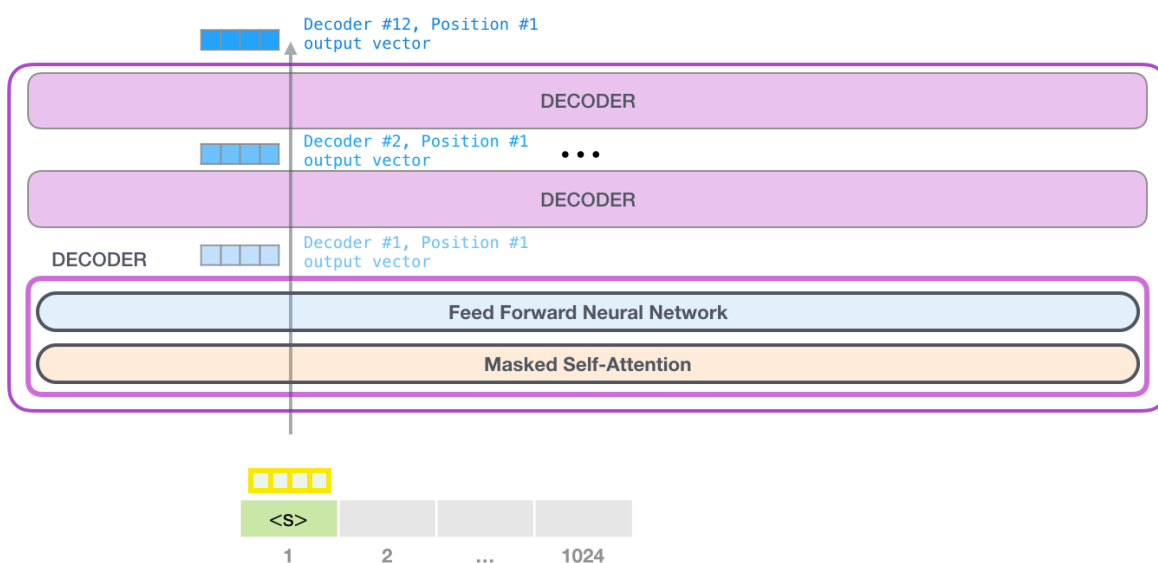 Decoder #12, Position #1
output vector
DECODER
Decoder #2, Position #1
output vector
...
DECODER
Decoder #1, Position #1
output vector
DECODER
Feed Forward Neural Network
Masked Self-Attention
<s>
1 2 ... 1024